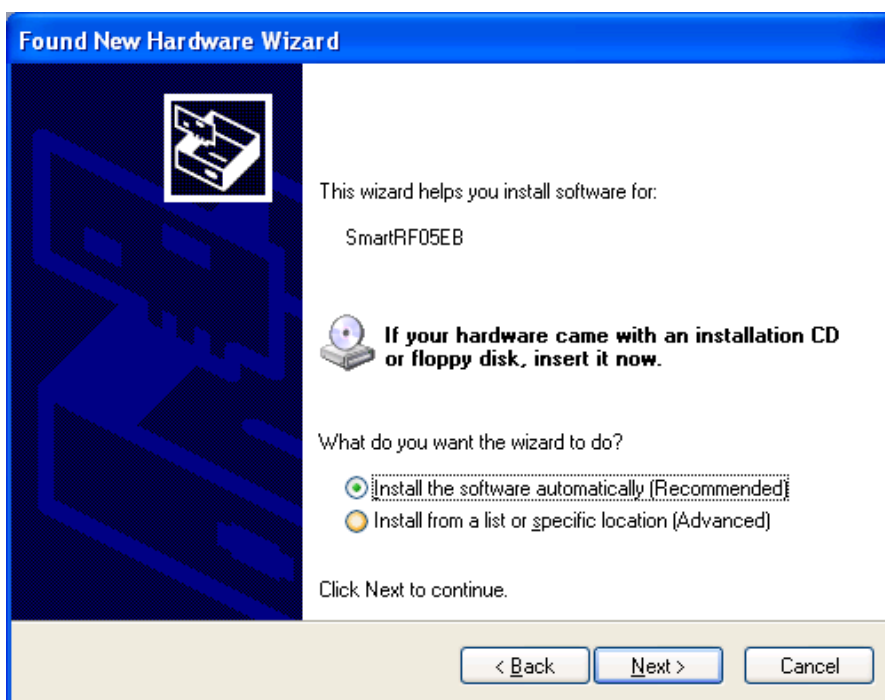 Found New Hardware Wizard
This wizard helps you install software for:
SmartRF05EB
If your hardware came with an installation CD
or floppy disk, insert it now.
What do you want the wizard to do?
Install the software automatically (Recommended)
Install from a list or specific location (Advanced)
Click Next to continue.
< Back
Next >
Cancel